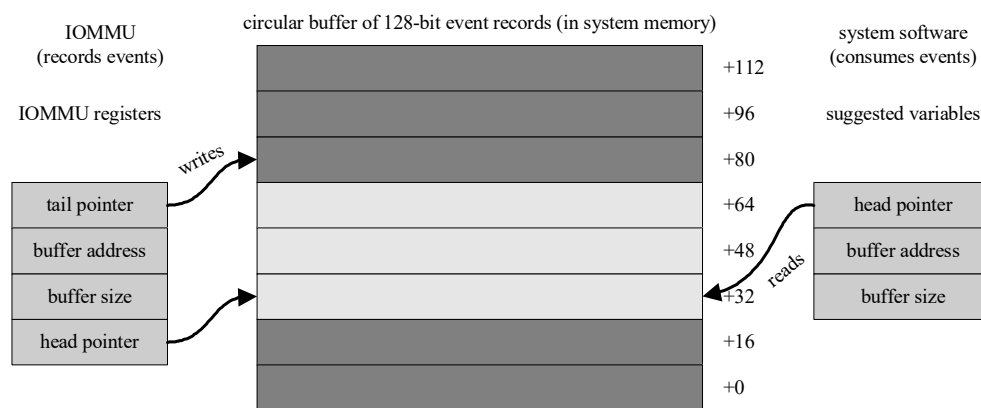 circular buffer of 128-bit event records (in system memory)
IOMMU
(records events)
system software
(consumes events)
IOMMU registers
suggested variables
+112
+96
+80
+64
+48
+32
+16
+0
writes
reads
tail pointer
buffer address
buffer size
head pointer
head pointer
buffer address
buffer size